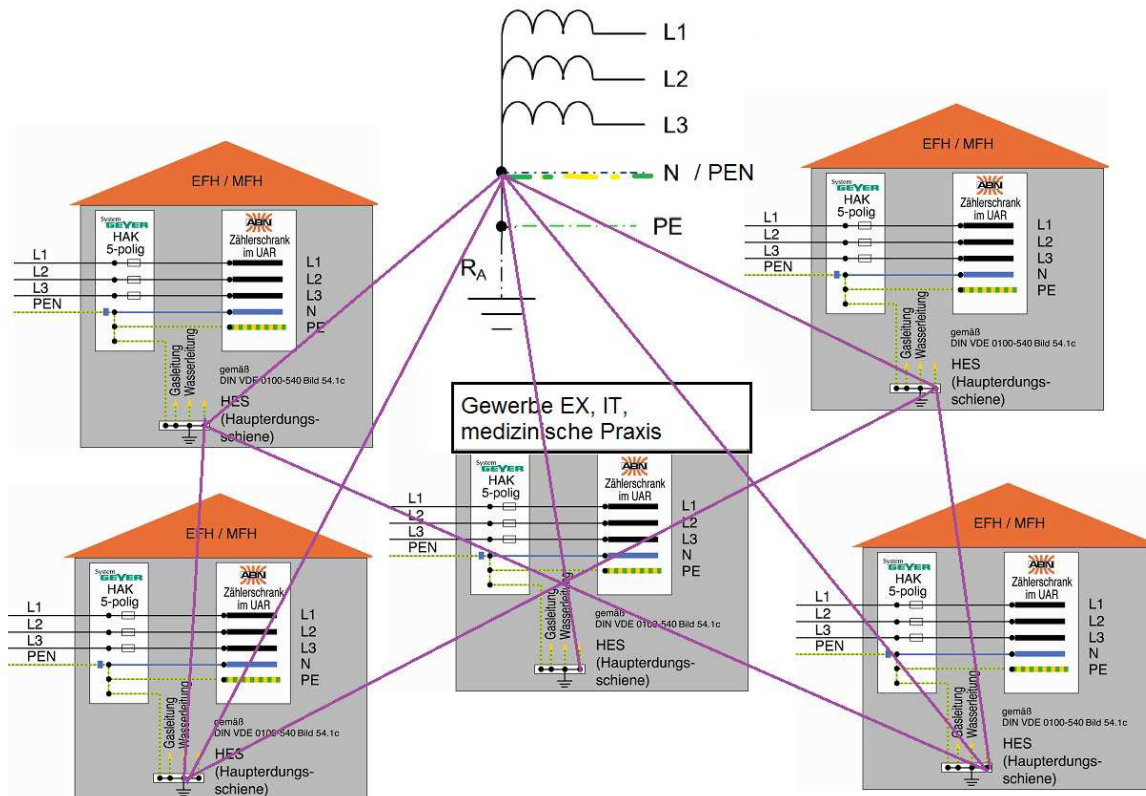 L1
L2
L3
N / PEN
PE
R_A
EFH / MFH
System
GEYER
HAK
5-polig
ABN
Zählerschrank
im UAR
L1
L2
L3
PEN
L1
L2
L3
N
PE
Gasleitung
Wasserleitung
gemäß
DIN VDE 0100-540 Bild 54.1c
HES
(Haupterdungs-
schiene)
EFH / MFH
System
GEYER
HAK
5-polig
ABN
Zählerschrank
im UAR
L1
L2
L3
PEN
L1
L2
L3
N
PE
Gasleitung
Wasserleitung
gemäß
DIN VDE 0100-540 Bild 54.1c
HES
(Haupterdungs-
schiene)
Gewerbe EX, IT,
medizinische Praxis
System
GEYER
HAK
5-polig
ABN
Zählerschrank
im UAR
L1
L2
L3
PEN
L1
L2
L3
N
PE
Gasleitung
Wasserleitung
gemäß
DIN VDE 0100-540 Bild 54.1c
HES
(Haupterdungs-
schiene)
EFH / MFH
System
GEYER
HAK
5-polig
ABN
Zählerschrank
im UAR
L1
L2
L3
PEN
L1
L2
L3
N
PE
Gasleitung
Wasserleitung
gemäß
DIN VDE 0100-540 Bild 54.1c
HES
(Haupterdungs-
schiene)
EFH / MFH
System
GEYER
HAK
5-polig
ABN
Zählerschrank
im UAR
L1
L2
L3
PEN
L1
L2
L3
N
PE
Gasleitung
Wasserleitung
gemäß
DIN VDE 0100-540 Bild 54.1c
HES
(Haupterdungs-
schiene)